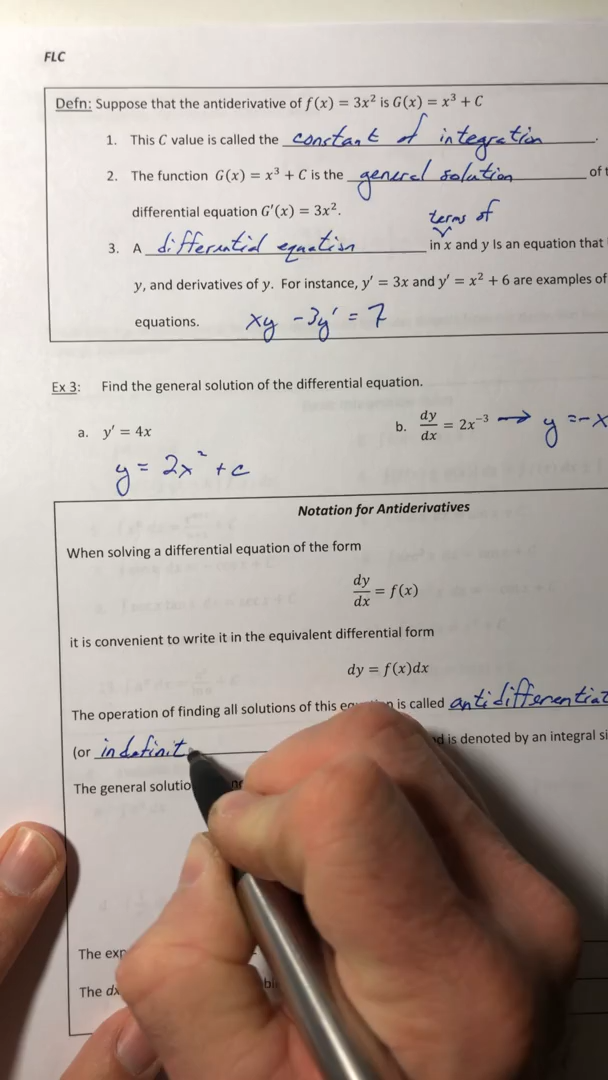 FLC
Defn: Suppose that the antiderivative of f(x) = 3x² is G(x) = x³ + C
1. This C value is called the constant of integration.
2. The function G(x) = x³ + C is the general solution of t
differential equation G′(x) = 3x².
terms of
3. A differential equation in x and y Is an equation that
y, and derivatives of y. For instance, y′ = 3x and y′ = x² + 6 are examples of
equations. xy - 3y' = 7
Ex 3: Find the general solution of the differential equation.
a. y′ = 4x b. dy/dx = 2x⁻³ → y = -x
y = 2x² + c
Notation for Antiderivatives
When solving a differential equation of the form
dy/dx = f(x)
it is convenient to write it in the equivalent differential form
dy = f(x)dx
The operation of finding all solutions of this eq n is called antidifferentiat
(or indefinit d is denoted by an integral si
The general solutio
The exp
The dx